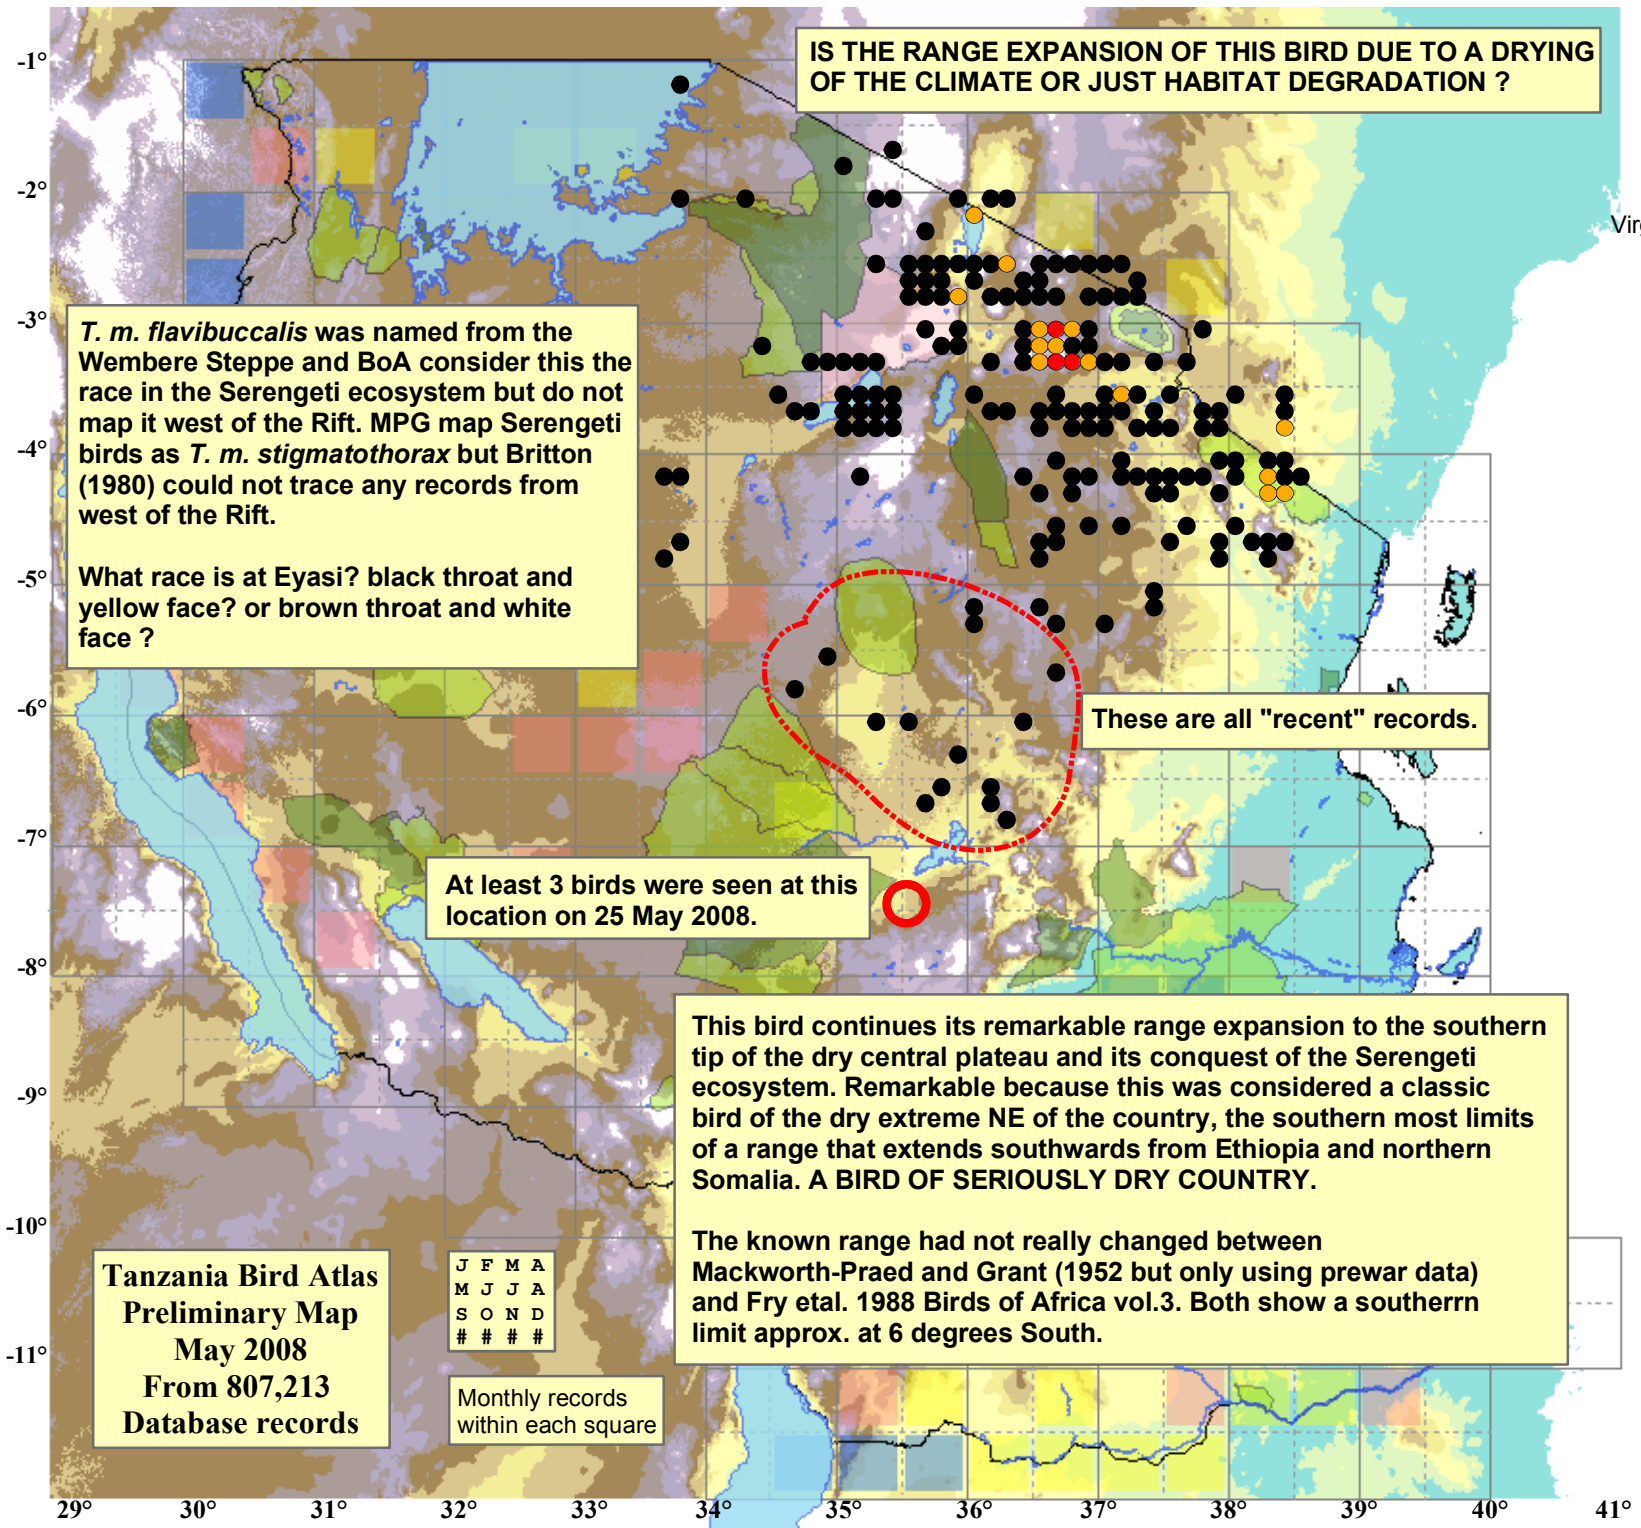 IS THE RANGE EXPANSION OF THIS BIRD DUE TO A DRYING
OF THE CLIMATE OR JUST HABITAT DEGRADATION ?
-1°
-2°
-3°
-4°
-5°
-6°
-7°
-8°
-9°
-10°
-11°
T. m. flavibuccalis was named from the
Wembere Steppe and BoA consider this the
race in the Serengeti ecosystem but do not
map it west of the Rift. MPG map Serengeti
birds as T. m. stigmatothorax but Britton
(1980) could not trace any records from
west of the Rift.
What race is at Eyasi? black throat and
yellow face? or brown throat and white
face ?
These are all "recent" records.
At least 3 birds were seen at this
location on 25 May 2008.
This bird continues its remarkable range expansion to the southern
tip of the dry central plateau and its conquest of the Serengeti
ecosystem. Remarkable because this was considered a classic
bird of the dry extreme NE of the country, the southern most limits
of a range that extends southwards from Ethiopia and northern
Somalia. A BIRD OF SERIOUSLY DRY COUNTRY.
The known range had not really changed between
Mackworth-Praed and Grant (1952 but only using prewar data)
and Fry etal. 1988 Birds of Africa vol.3. Both show a southerrn
limit approx. at 6 degrees South.
Tanzania Bird Atlas
Preliminary Map
May 2008
From 807,213
Database records
J F M A
M J J A
S O N D
# # # #
Monthly records
within each square
29° 30° 31° 32° 33° 34° 35° 36° 37° 38° 39° 40° 41°